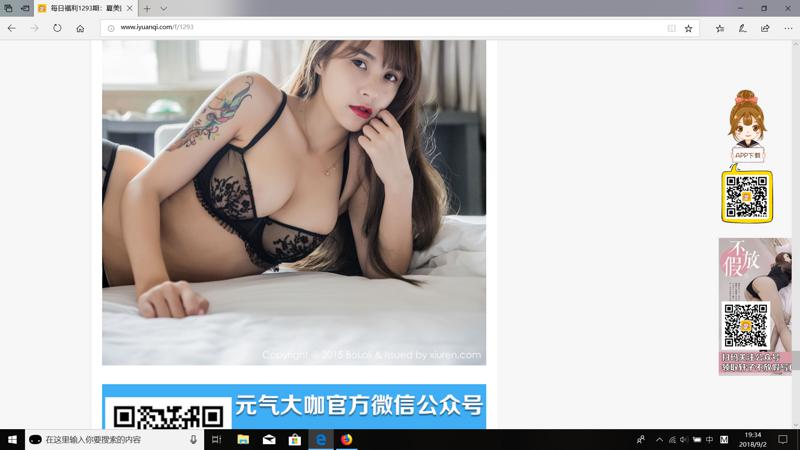 每日福利1293期：夏美|
www.iyuanqi.com/f/1293
APP下载
不放假
Copyright @ 2015 BoLoli & Issued by xiuren.com
扫码关注公众号
元气大咖官方微信公众号
在这里输入你要搜索的内容
中
M
19:34
2018/9/2